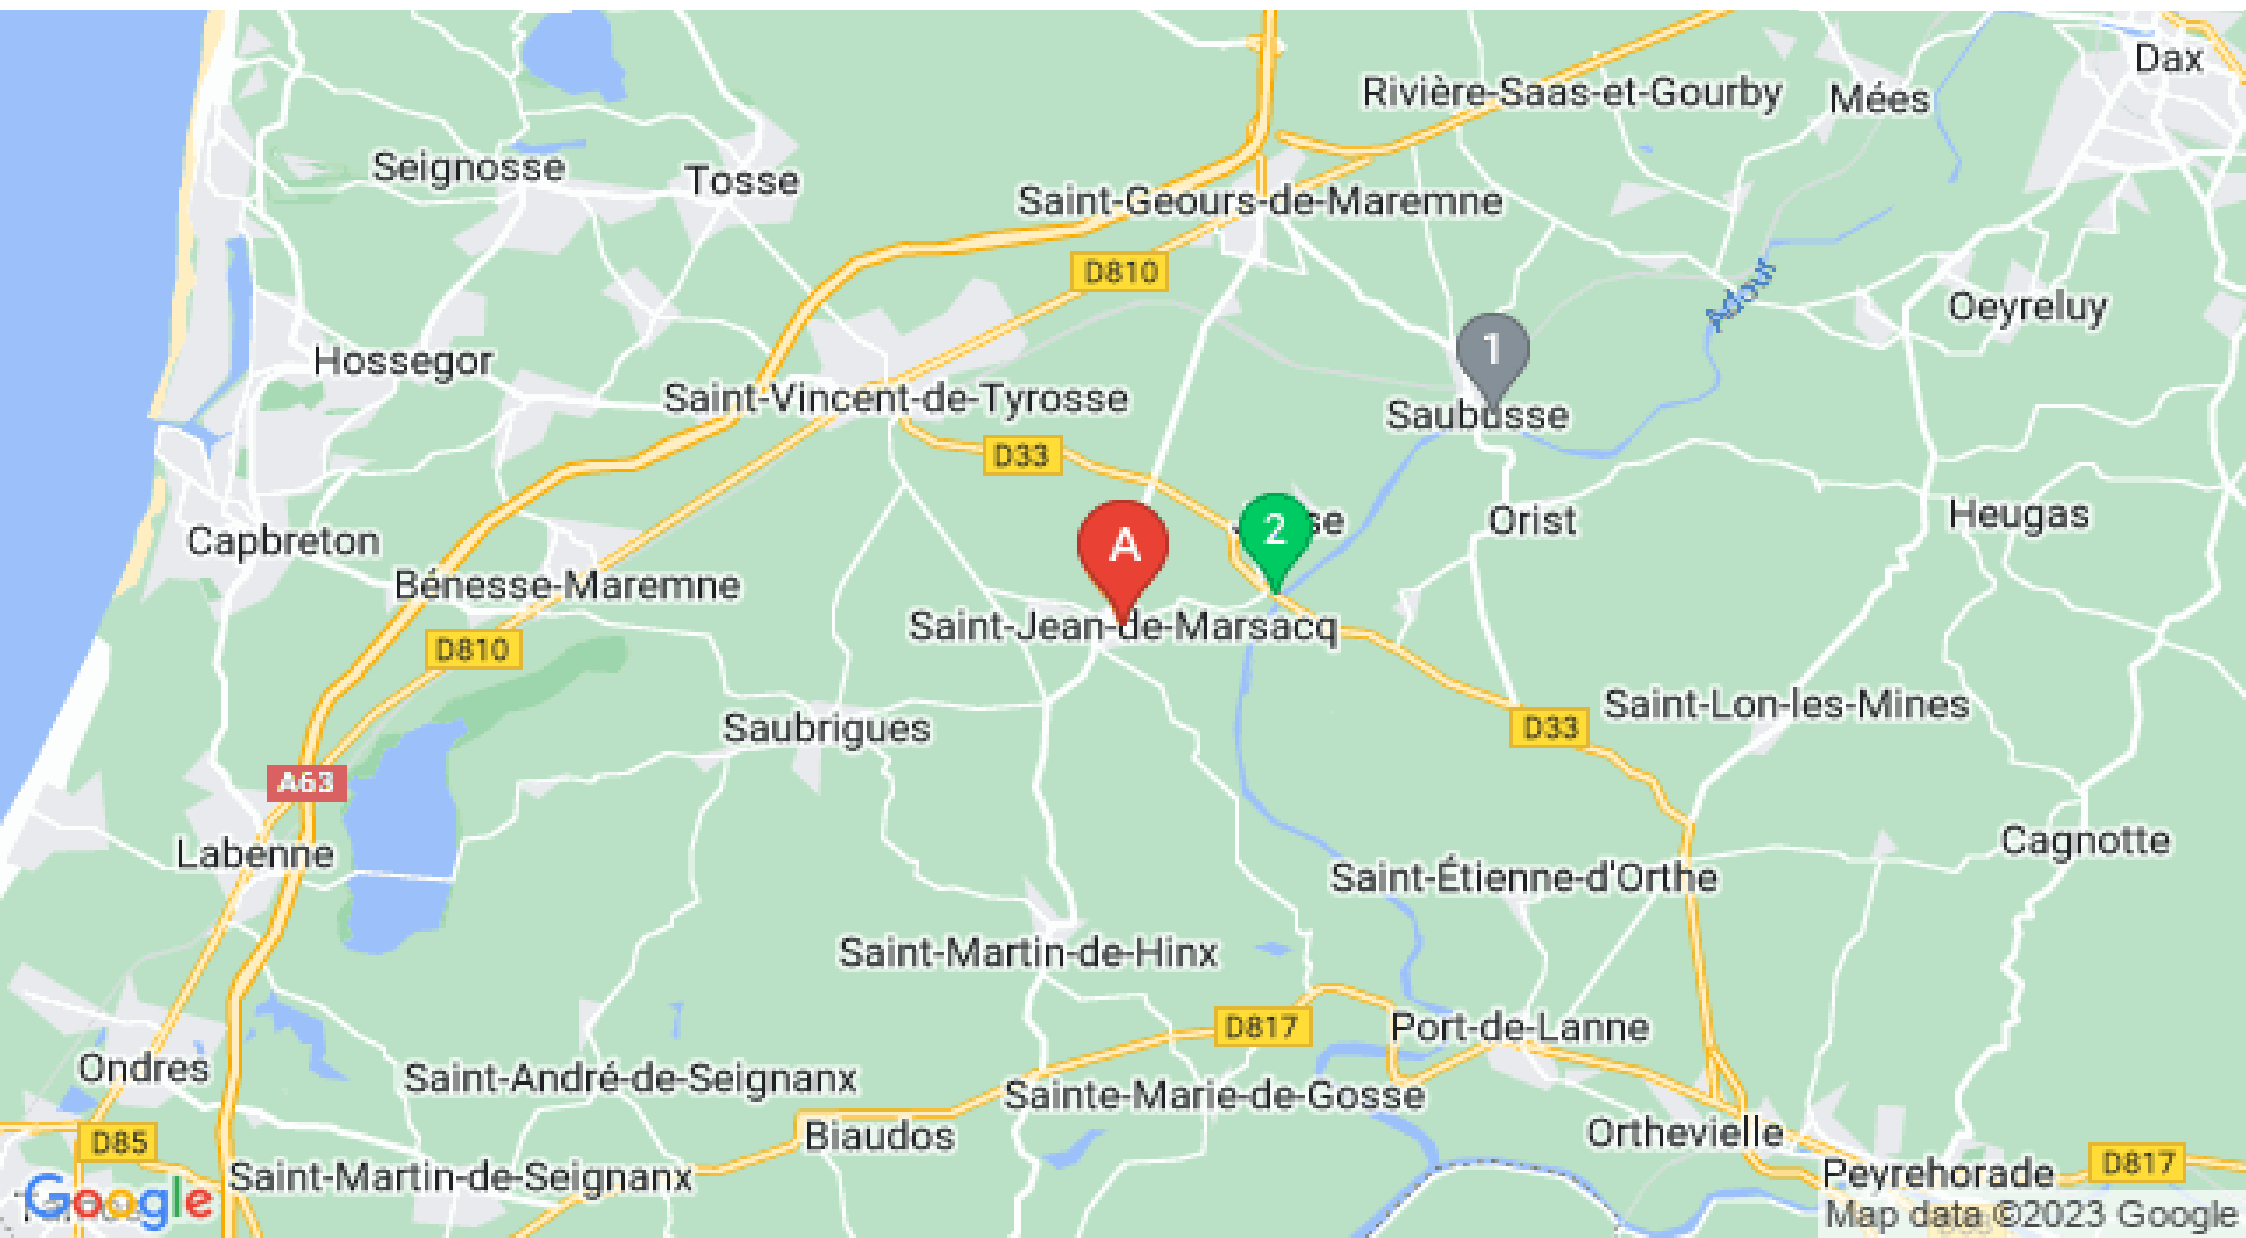 Dax
Rivière-Saas-et-Gourby
Mées
Seignosse
Tosse
Saint-Geours-de-Maremne
D810
Adour
Oeyreluy
1
Hossegor
Saint-Vincent-de-Tyrosse
Saubusse
D33
A
2
Orist
Heugas
Capbreton
Bénesse-Maremne
Saint-Jean-de-Marsacq
D810
Saint-Lon-les-Mines
Saubrigues
D33
A63
Labenne
Cagnotte
Saint-Étienne-d'Orthe
Saint-Martin-de-Hinx
D817
Port-de-Lanne
Ondres
Saint-André-de-Seignanx
Sainte-Marie-de-Gosse
D85
Biaudos
Orthevielle
Saint-Martin-de-Seignanx
Peyrehorade
D817
Google
Map data ©2023 Google